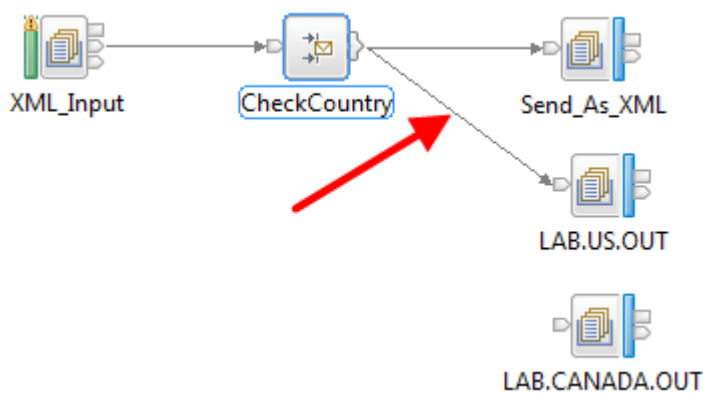 XML_Input
CheckCountry
Send_As_XML
LAB.US.OUT
LAB.CANADA.OUT